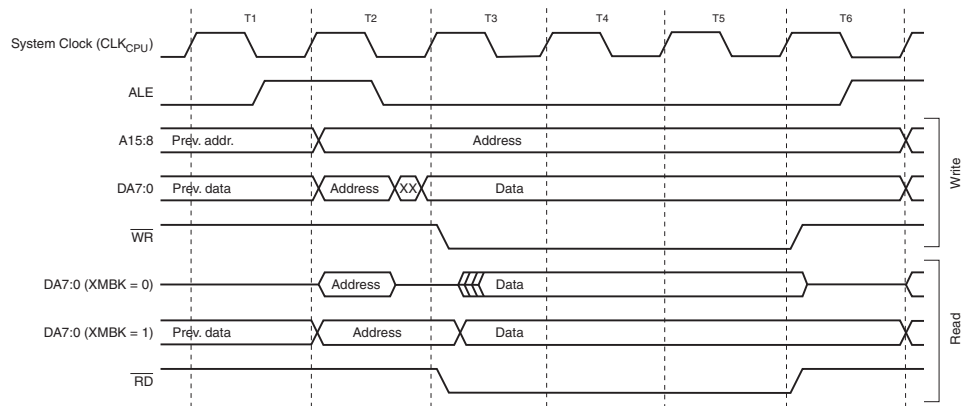 T1 T2 T3 T4 T5 T6
System Clock (CLKCPU)
ALE
A15:8 Prev. addr. Address
DA7:0 Prev. data Address XX Data
WR
Write
DA7:0 (XMBK = 0) Address Data
DA7:0 (XMBK = 1) Prev. data Address Data
RD
Read